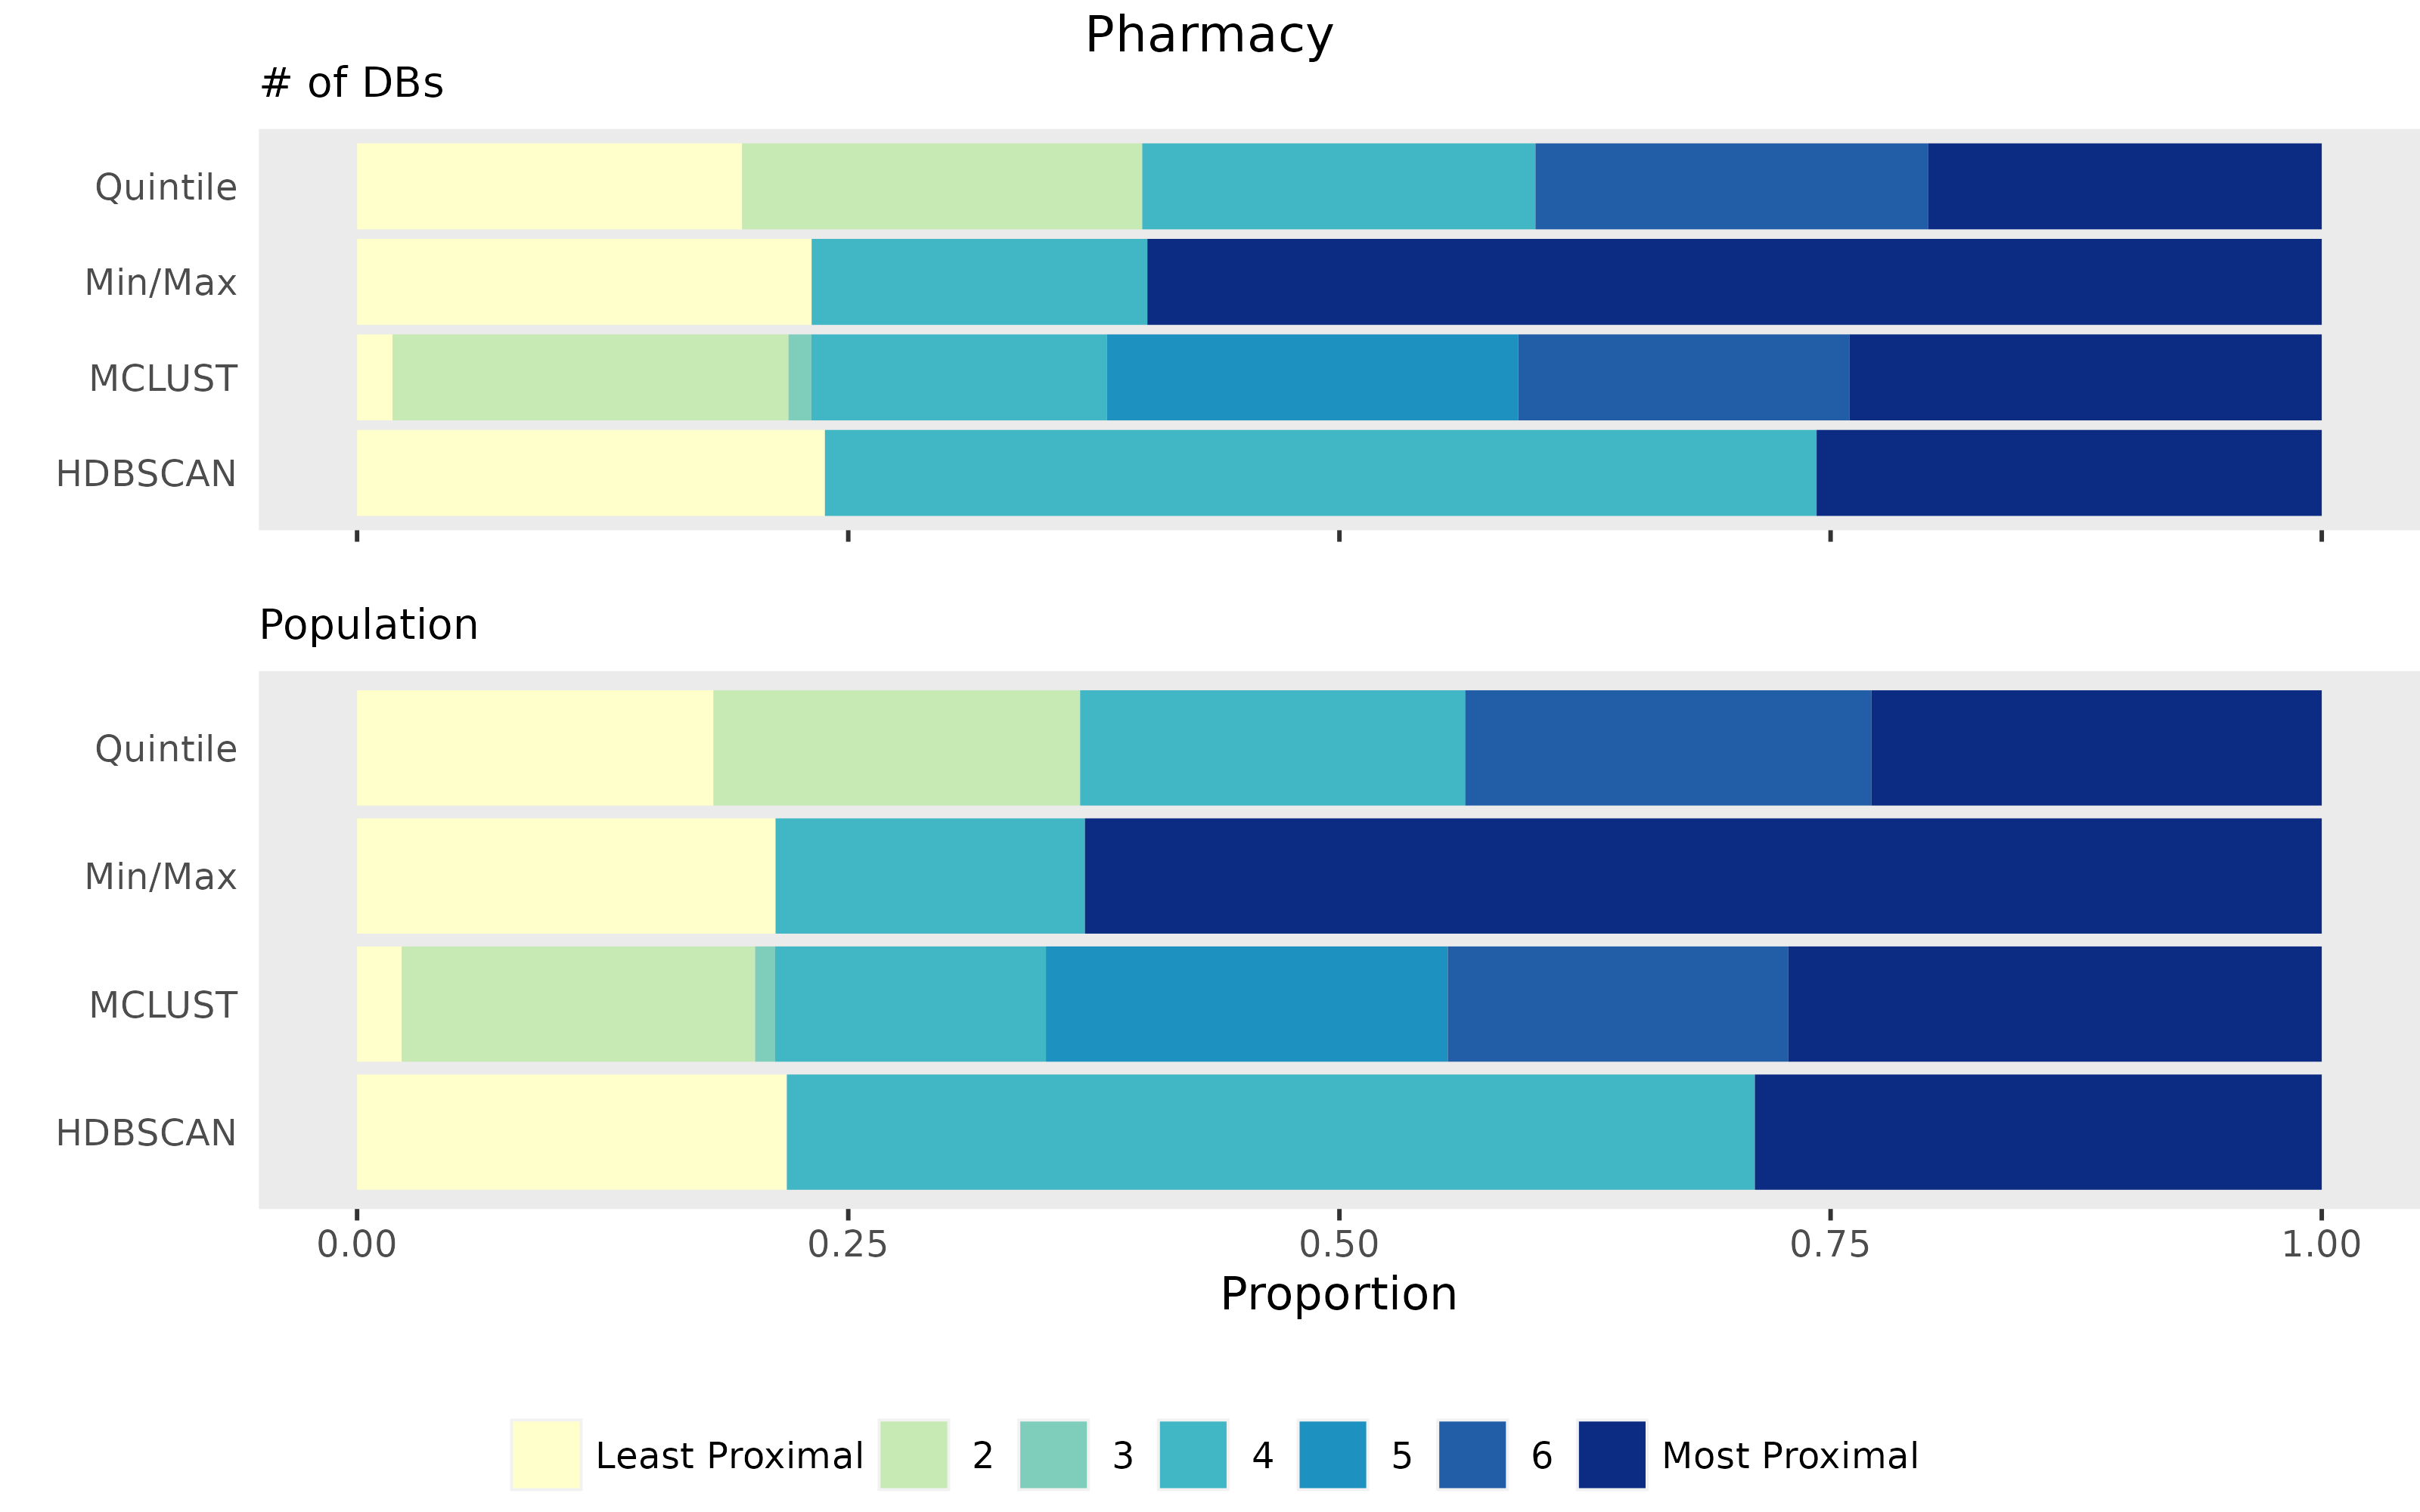 Pharmacy
# of DBs
Quintile
Min/Max
MCLUST
HDBSCAN
Population
Quintile
Min/Max
MCLUST
HDBSCAN
0.00 0.25 0.50 0.75 1.00
Proportion
Least Proximal 2 3 4 5 6 Most Proximal